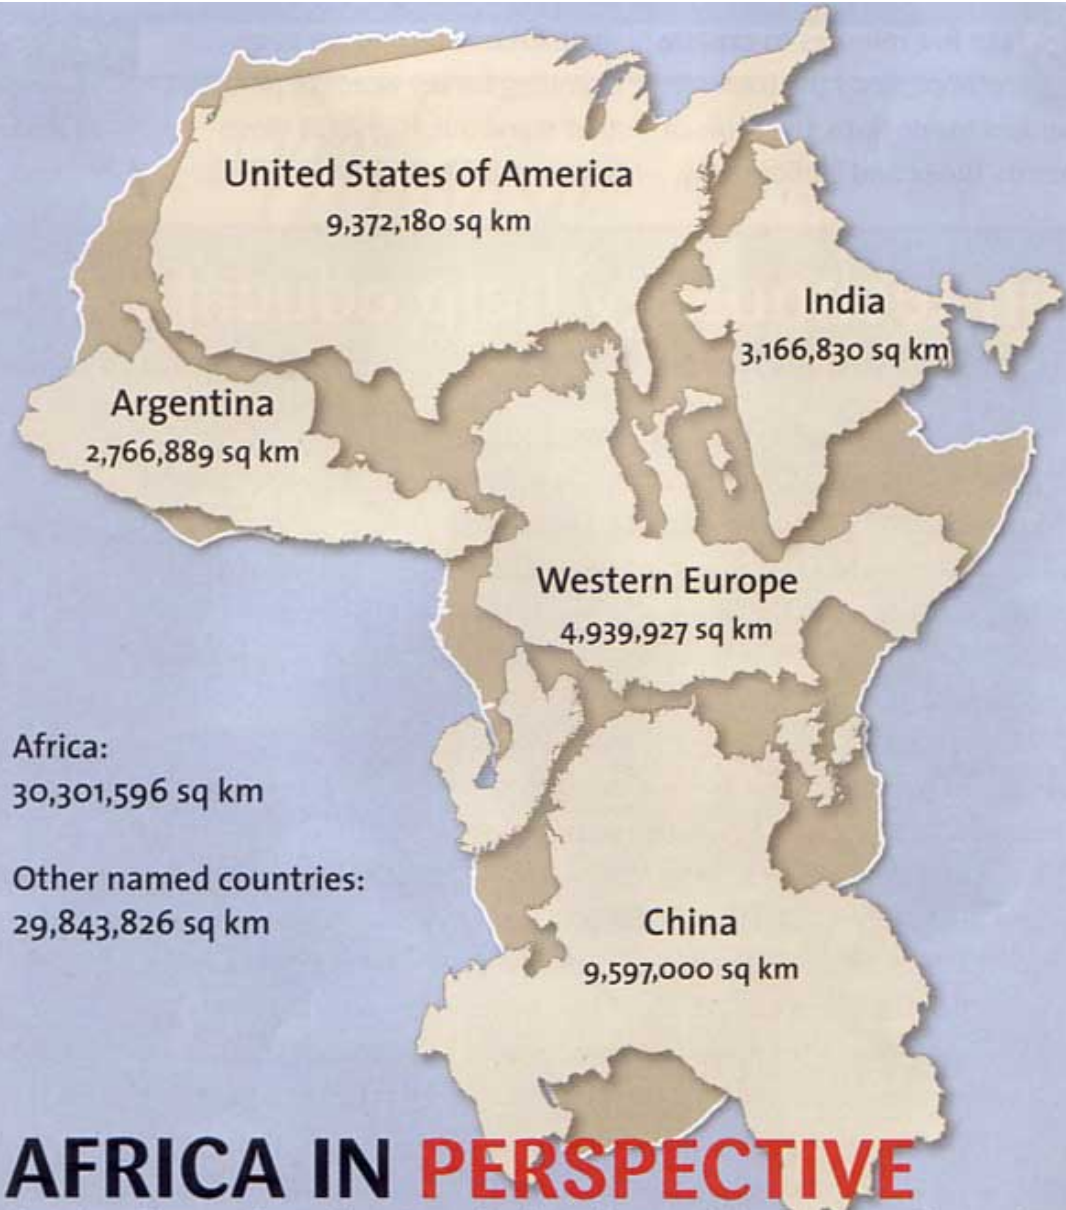 United States of America
9,372,180 sq km
India
3,166,830 sq km
Argentina
2,766,889 sq km
Western Europe
4,939,927 sq km
Africa:
30,301,596 sq km
Other named countries:
29,843,826 sq km
China
9,597,000 sq km
AFRICA IN PERSPECTIVE